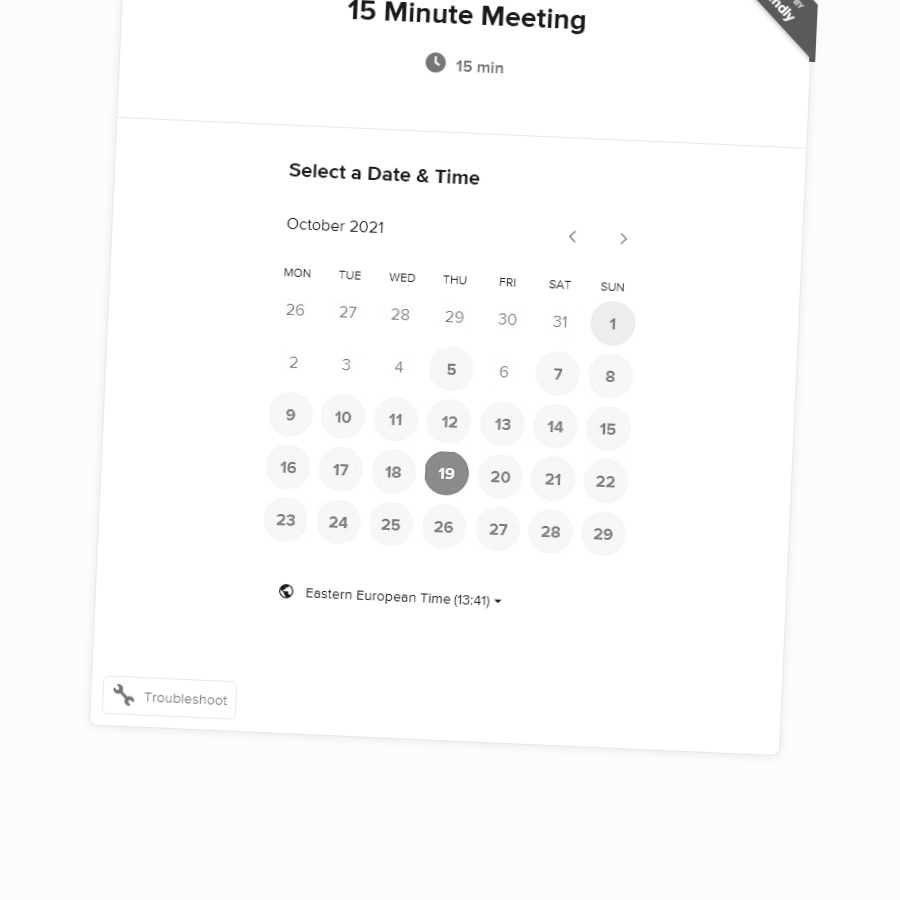 15 Minute Meeting
BY
15 min
Select a Date & Time
October 2021
MON TUE WED THU FRI SAT SUN
26 27 28 29 30 31 1
2 3 4 5 6 7 8
9 10 11 12 13 14 15
16 17 18 19 20 21 22
23 24 25 26 27 28 29
Eastern European Time (13:41)
Troubleshoot